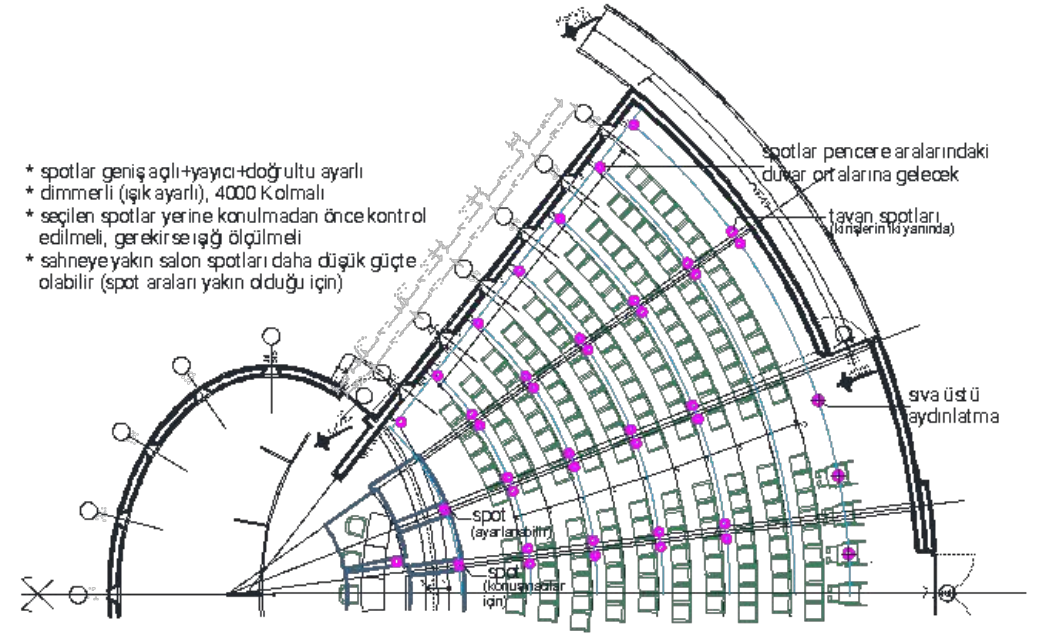 * spotlar geniş açılı+yayıcı+doğrultu ayarlı
* dimmerli (ışık ayarlı), 4000 K olmalı
* seçilen spotlar yerine konulmadan önce kontrol
edilmeli, gerekirse ışığı ölçülmeli
* sahneye yakın salon spotları daha düşük güçte
olabilir (spot araları yakın olduğu için)
spotlar pencere aralarındaki
duvar ortalarına gelecek
tavan spotları
(kirişlerin iki yanında)
sıva üstü
aydınlatma
spot
(ayarlanabilir)
spot
(konuşmacılar
için)